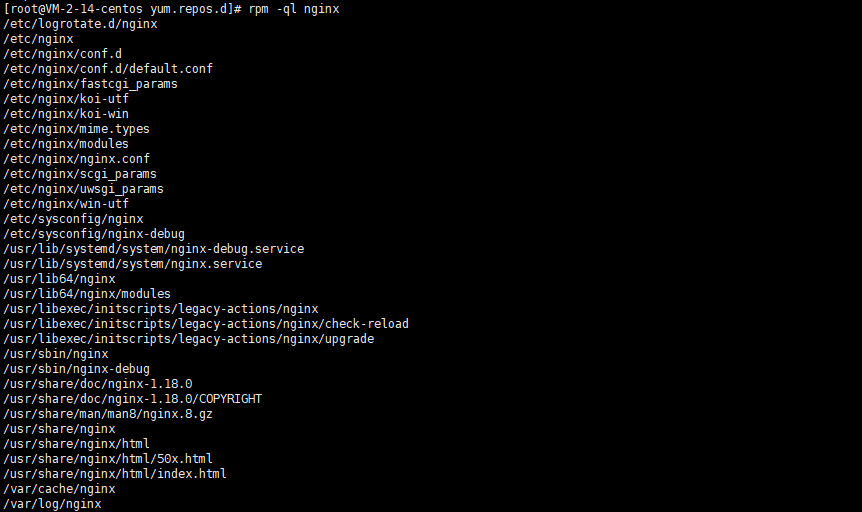 [root@VM-2-14-centos yum.repos.d]# rpm -ql nginx
/etc/logrotate.d/nginx
/etc/nginx
/etc/nginx/conf.d
/etc/nginx/conf.d/default.conf
/etc/nginx/fastcgi_params
/etc/nginx/koi-utf
/etc/nginx/koi-win
/etc/nginx/mime.types
/etc/nginx/modules
/etc/nginx/nginx.conf
/etc/nginx/scgi_params
/etc/nginx/uwsgi_params
/etc/nginx/win-utf
/etc/sysconfig/nginx
/etc/sysconfig/nginx-debug
/usr/lib/systemd/system/nginx-debug.service
/usr/lib/systemd/system/nginx.service
/usr/lib64/nginx
/usr/lib64/nginx/modules
/usr/libexec/initscripts/legacy-actions/nginx
/usr/libexec/initscripts/legacy-actions/nginx/check-reload
/usr/libexec/initscripts/legacy-actions/nginx/upgrade
/usr/sbin/nginx
/usr/sbin/nginx-debug
/usr/share/doc/nginx-1.18.0
/usr/share/doc/nginx-1.18.0/COPYRIGHT
/usr/share/man/man8/nginx.8.gz
/usr/share/nginx
/usr/share/nginx/html
/usr/share/nginx/html/50x.html
/usr/share/nginx/html/index.html
/var/cache/nginx
/var/log/nginx